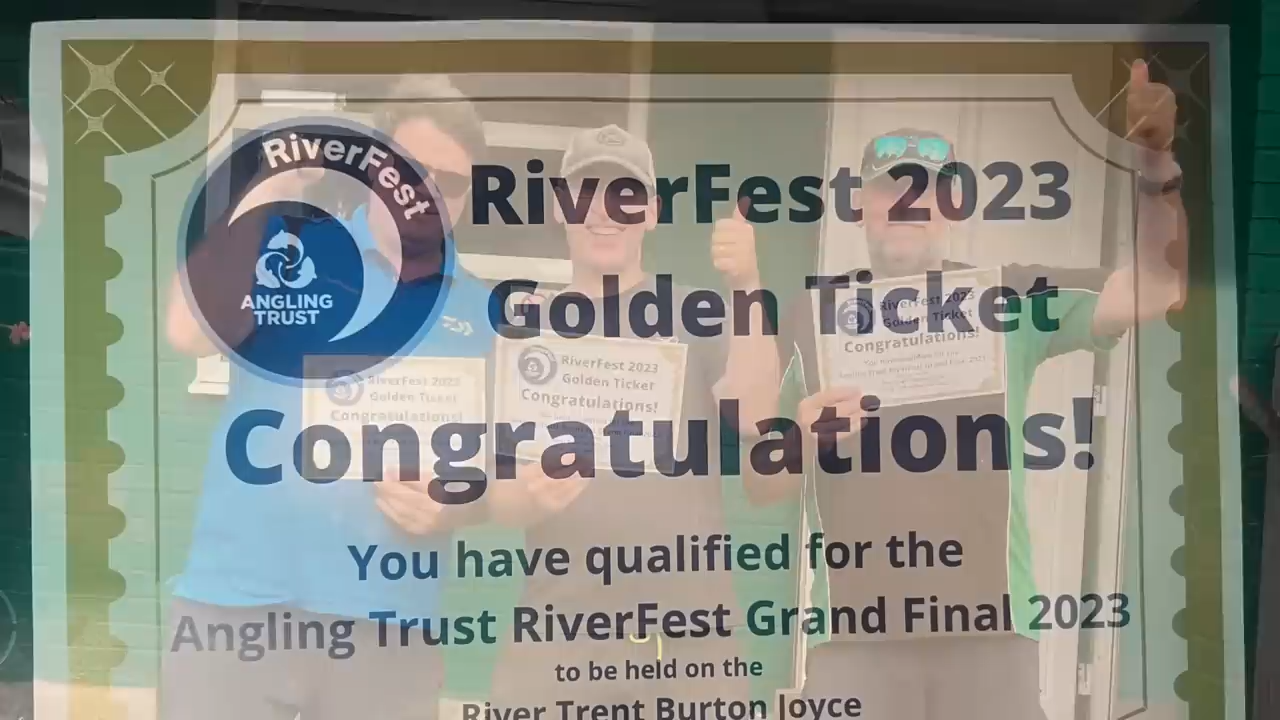 RiverFest
ANGLING
TRUST
RiverFest 2023
Golden Ticket
Congratulations!
You have qualified for the
Angling Trust RiverFest Grand Final 2023
to be held on the
River Trent Burton Joyce
RiverFest 2023
Golden Ticket
Congratulations!
RiverFest 2023
Golden Ticket
Congratulations!
RiverFest 2023
Golden Ticket
Congratulations!